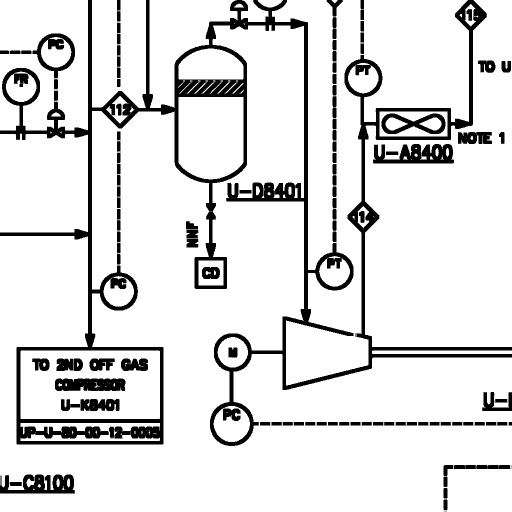 115
PC
TO U
PT
FR
112
NOTE 1
U-A8400
U-D8401
114
NNF
CD
PT
PC
M
TO 2ND OFF GAS
COMPRESSOR
U-K8401
UP-U-80-00-12-0005
PC
U-C8100